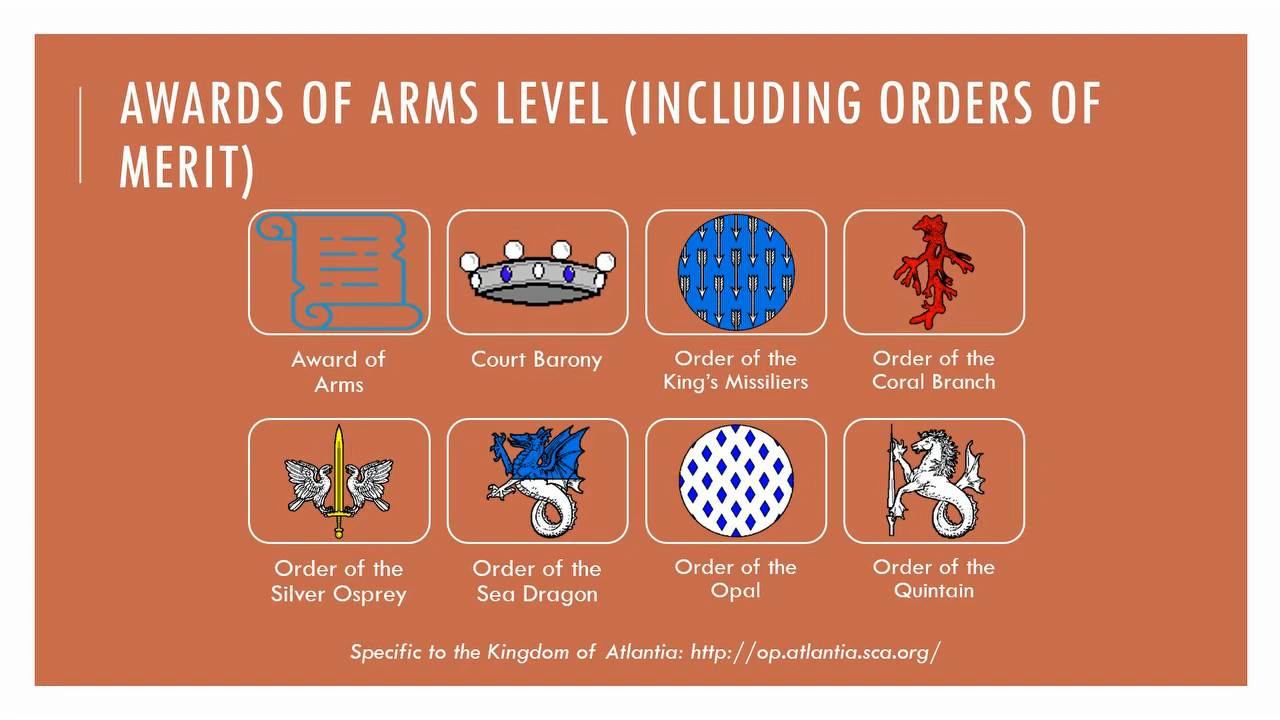 AWARDS OF ARMS LEVEL (INCLUDING ORDERS OF
MERIT)
Award of
Arms
Court Barony
Order of the
King's Missiliers
Order of the
Coral Branch
Order of the
Silver Osprey
Order of the
Sea Dragon
Order of the
Opal
Order of the
Quintain
Specific to the Kingdom of Atlantia: http://op.atlantia.sca.org/